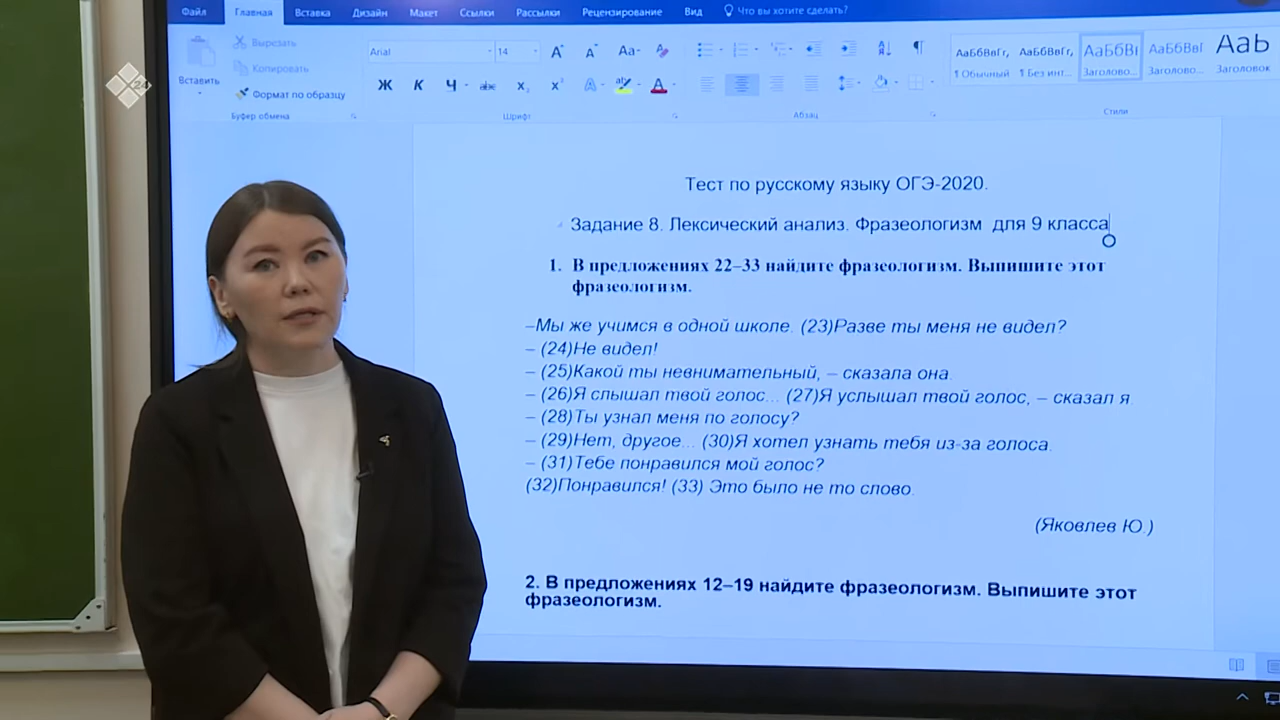 Файл Главная Вставка Дизайн Макет Ссылки Рассылки Рецензирование Вид Что вы хотите сделать?
Вставить
Вырезать
Копировать
Формат по образцу
Буфер обмена
Arial 14
Ж К Ч abc X₂ X²
Шрифт
Абзац
АаБбВвГг, АаБбВвГг, АаБбВвІ АаБбВвГ АаБ
¶ Обычный ¶ Без инт... Заголово... Заголово... Заголовок
Стили
X24
Тест по русскому языку ОГЭ-2020.
Задание 8. Лексический анализ. Фразеологизм для 9 класса
1. В предложениях 22–33 найдите фразеологизм. Выпишите этот
фразеологизм.
–Мы же учимся в одной школе. (23)Разве ты меня не видел?
– (24)Не видел!
– (25)Какой ты невнимательный, – сказала она.
– (26)Я слышал твой голос... (27)Я услышал твой голос, – сказал я.
– (28)Ты узнал меня по голосу?
– (29)Нет, другое... (30)Я хотел узнать тебя из-за голоса.
– (31)Тебе понравился мой голос?
(32)Понравился! (33) Это было не то слово.
(Яковлев Ю.)
2. В предложениях 12–19 найдите фразеологизм. Выпишите этот
фразеологизм.